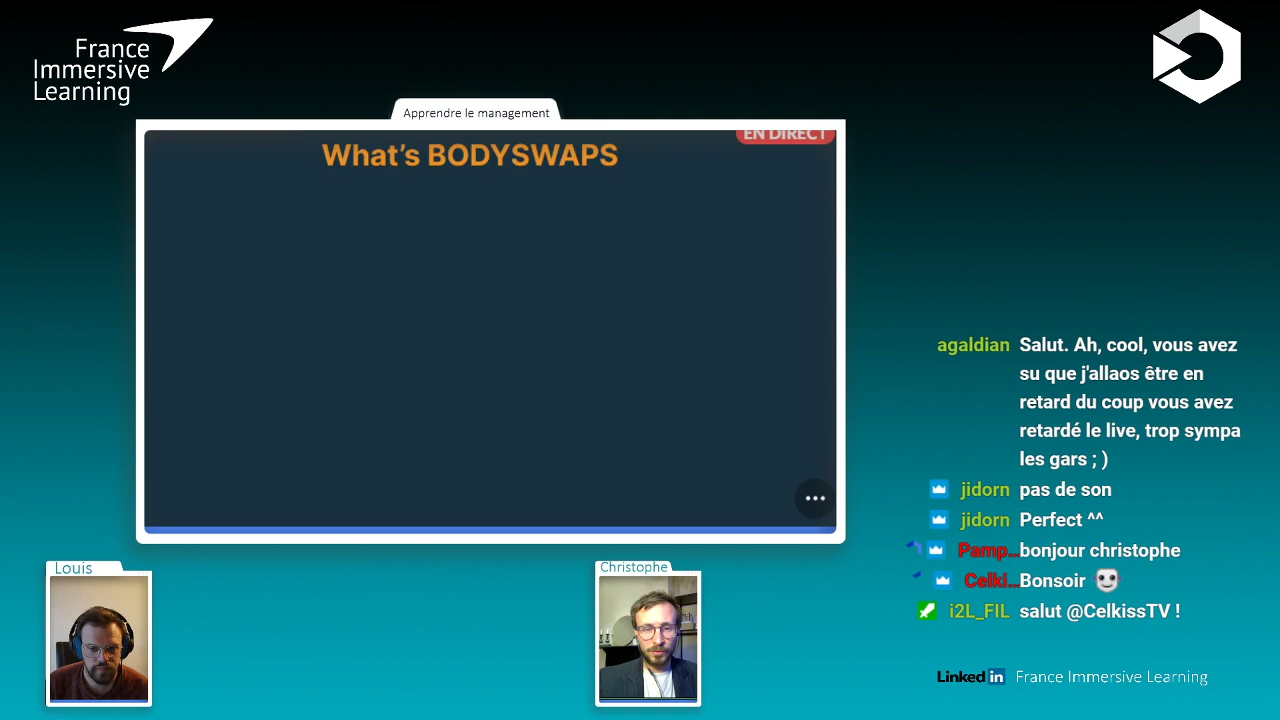 France
Immersive
Learning
Apprendre le management
EN DIRECT
What's BODYSWAPS
agaldian Salut. Ah, cool, vous avez
su que j'allaos être en
retard du coup vous avez
retardé le live, trop sympa
les gars ; )
jidorn pas de son
jidorn Perfect ^^
Pamp... bonjour christophe
Celki... Bonsoir
i2L_FIL salut @CelkissTV !
Louis
Christophe
Linked in France Immersive Learning